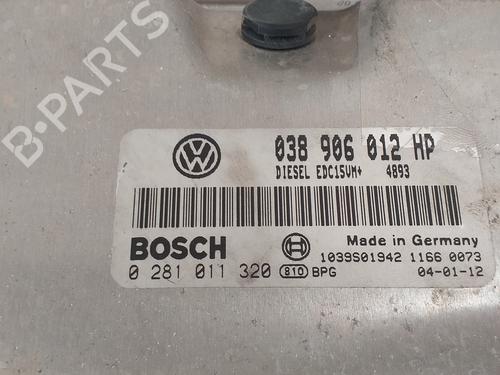 B-PARTS
038 906 012 HP
DIESEL EDC15VM+ 4893
BOSCH
Made in Germany
1039S01942 1166 0073
0 281 011 320 810 BPG
04-01-12